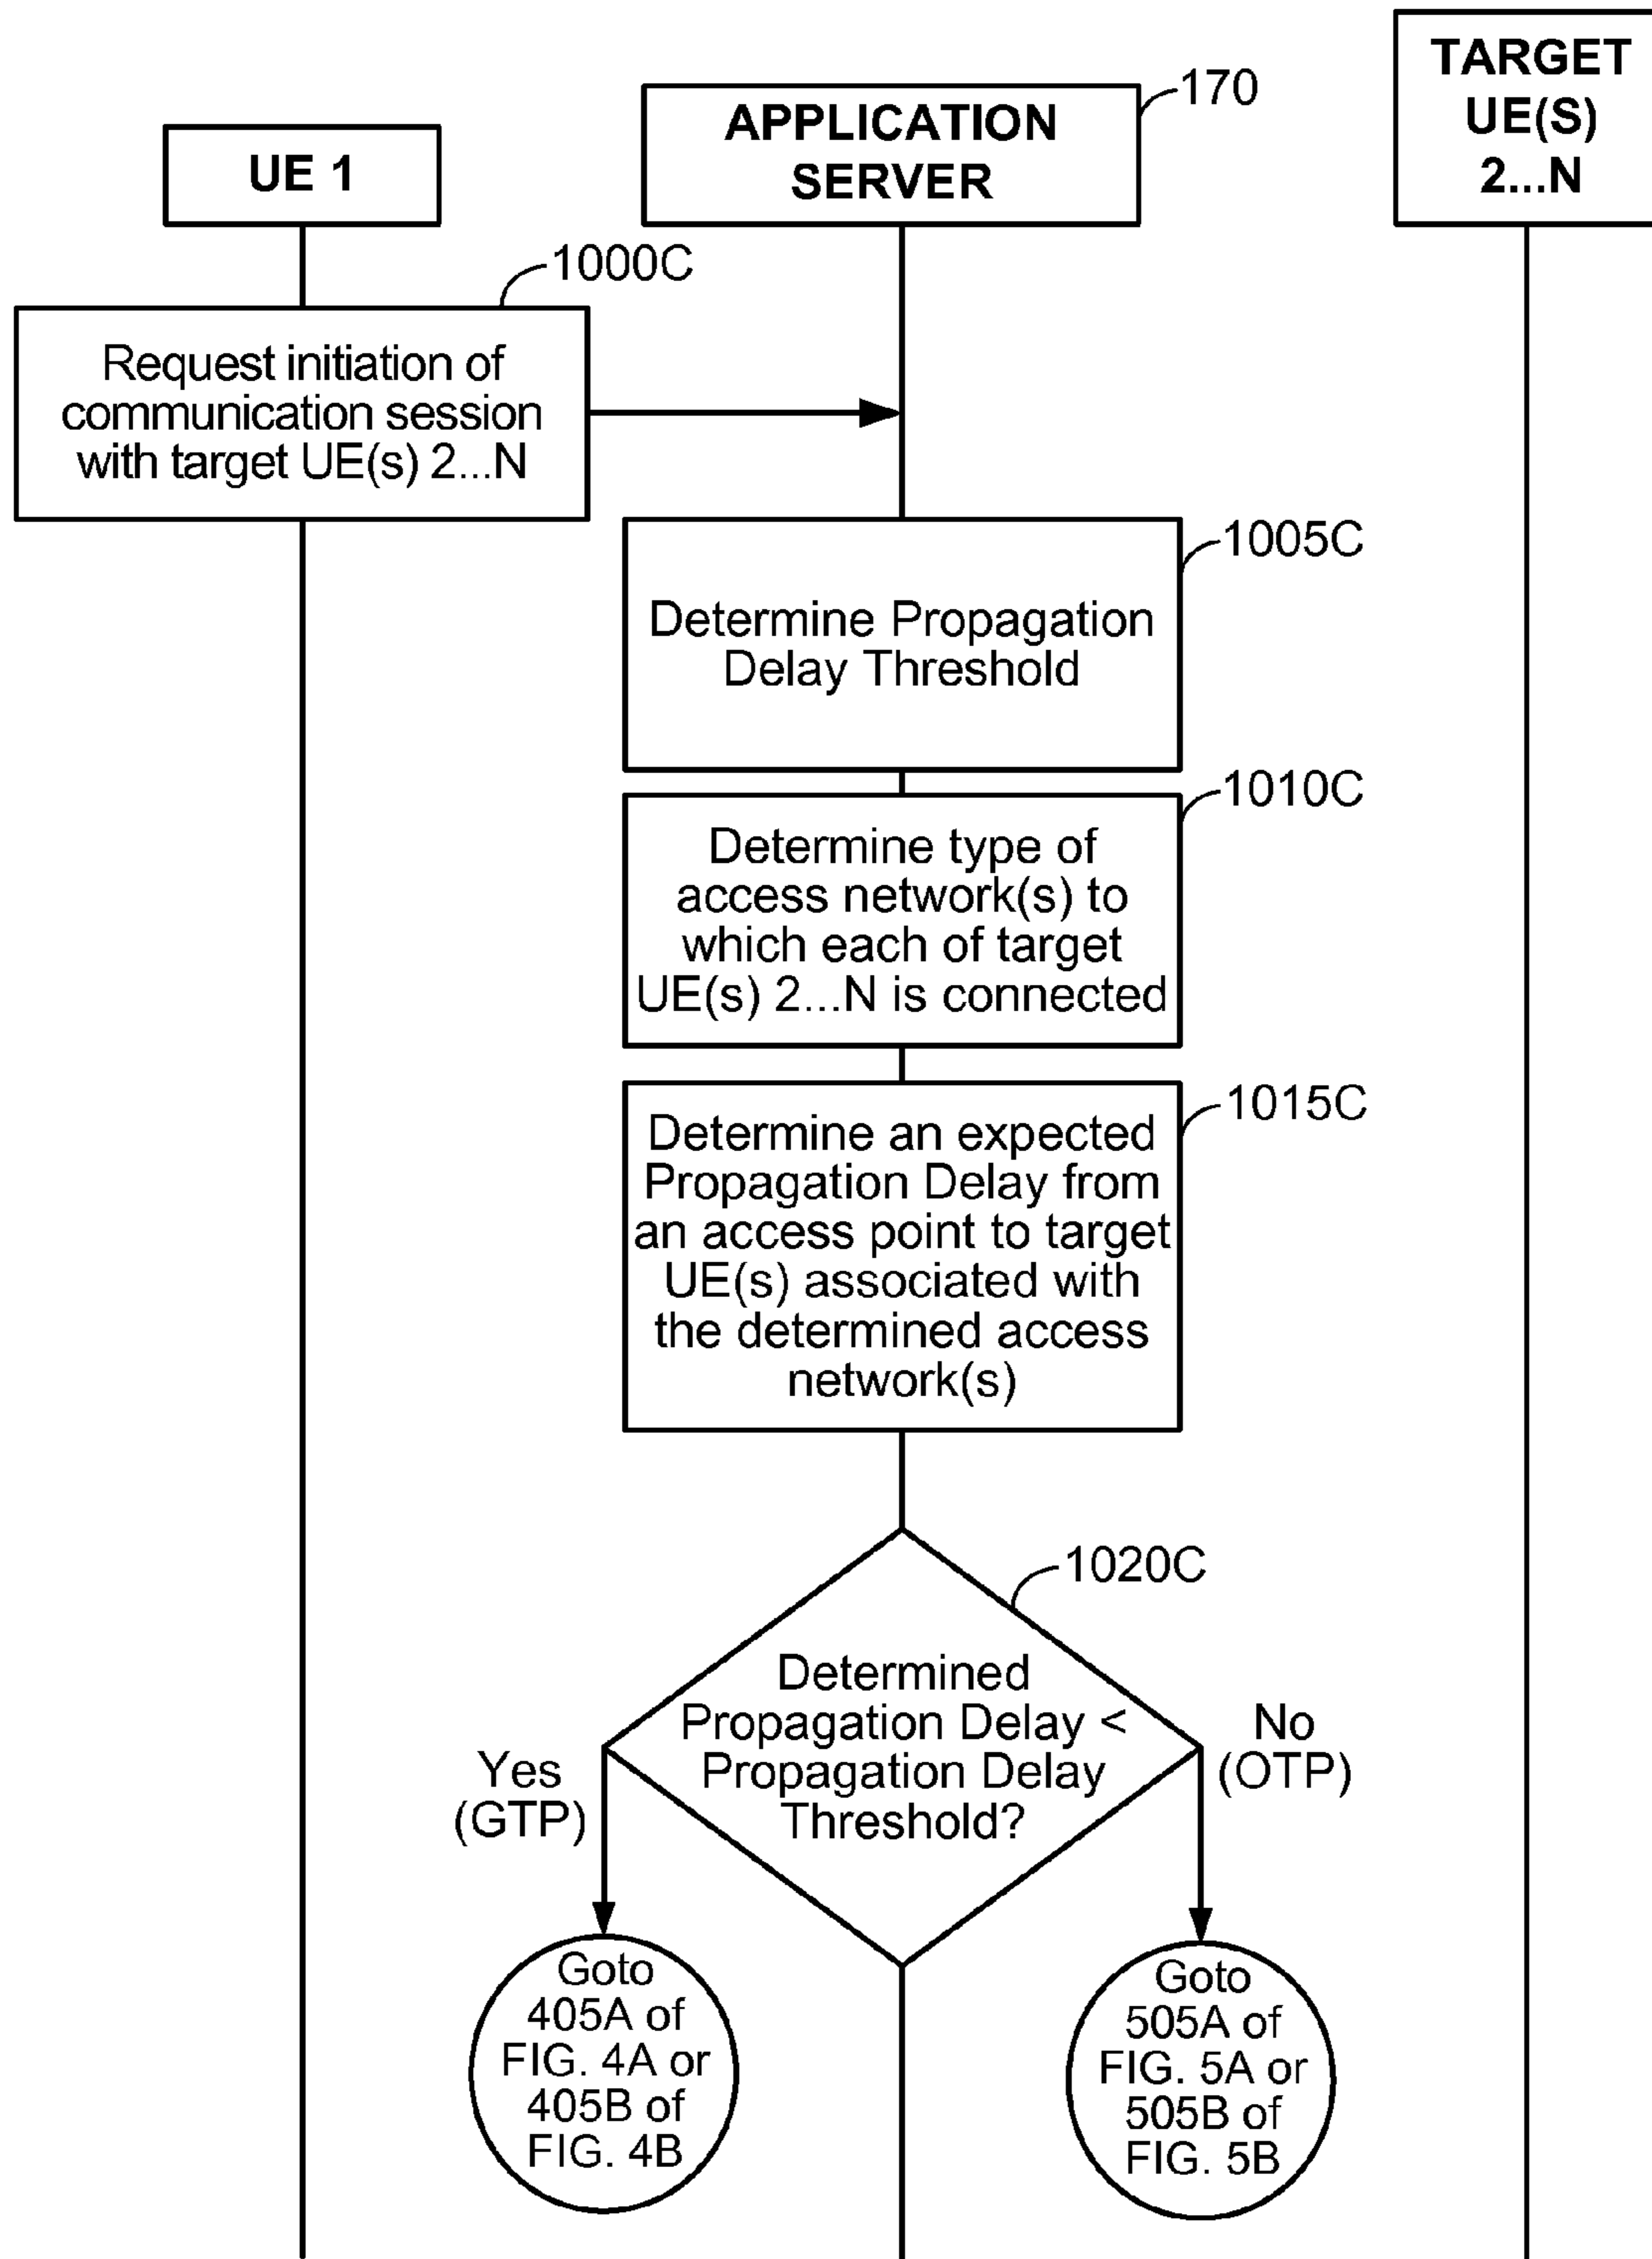 TARGET
UE(S)
2...N
170
APPLICATION
SERVER
UE 1
1000C
Request initiation of
communication session
with target UE(s) 2...N
1005C
Determine Propagation
Delay Threshold
1010C
Determine type of
access network(s) to
which each of target
UE(s) 2...N is connected
1015C
Determine an expected
Propagation Delay from
an access point to target
UE(s) associated with
the determined access
network(s)
1020C
Determined
Propagation Delay <
Propagation Delay
Threshold?
Yes
(GTP)
No
(OTP)
Goto
405A of
FIG. 4A or
405B of
FIG. 4B
Goto
505A of
FIG. 5A or
505B of
FIG. 5B